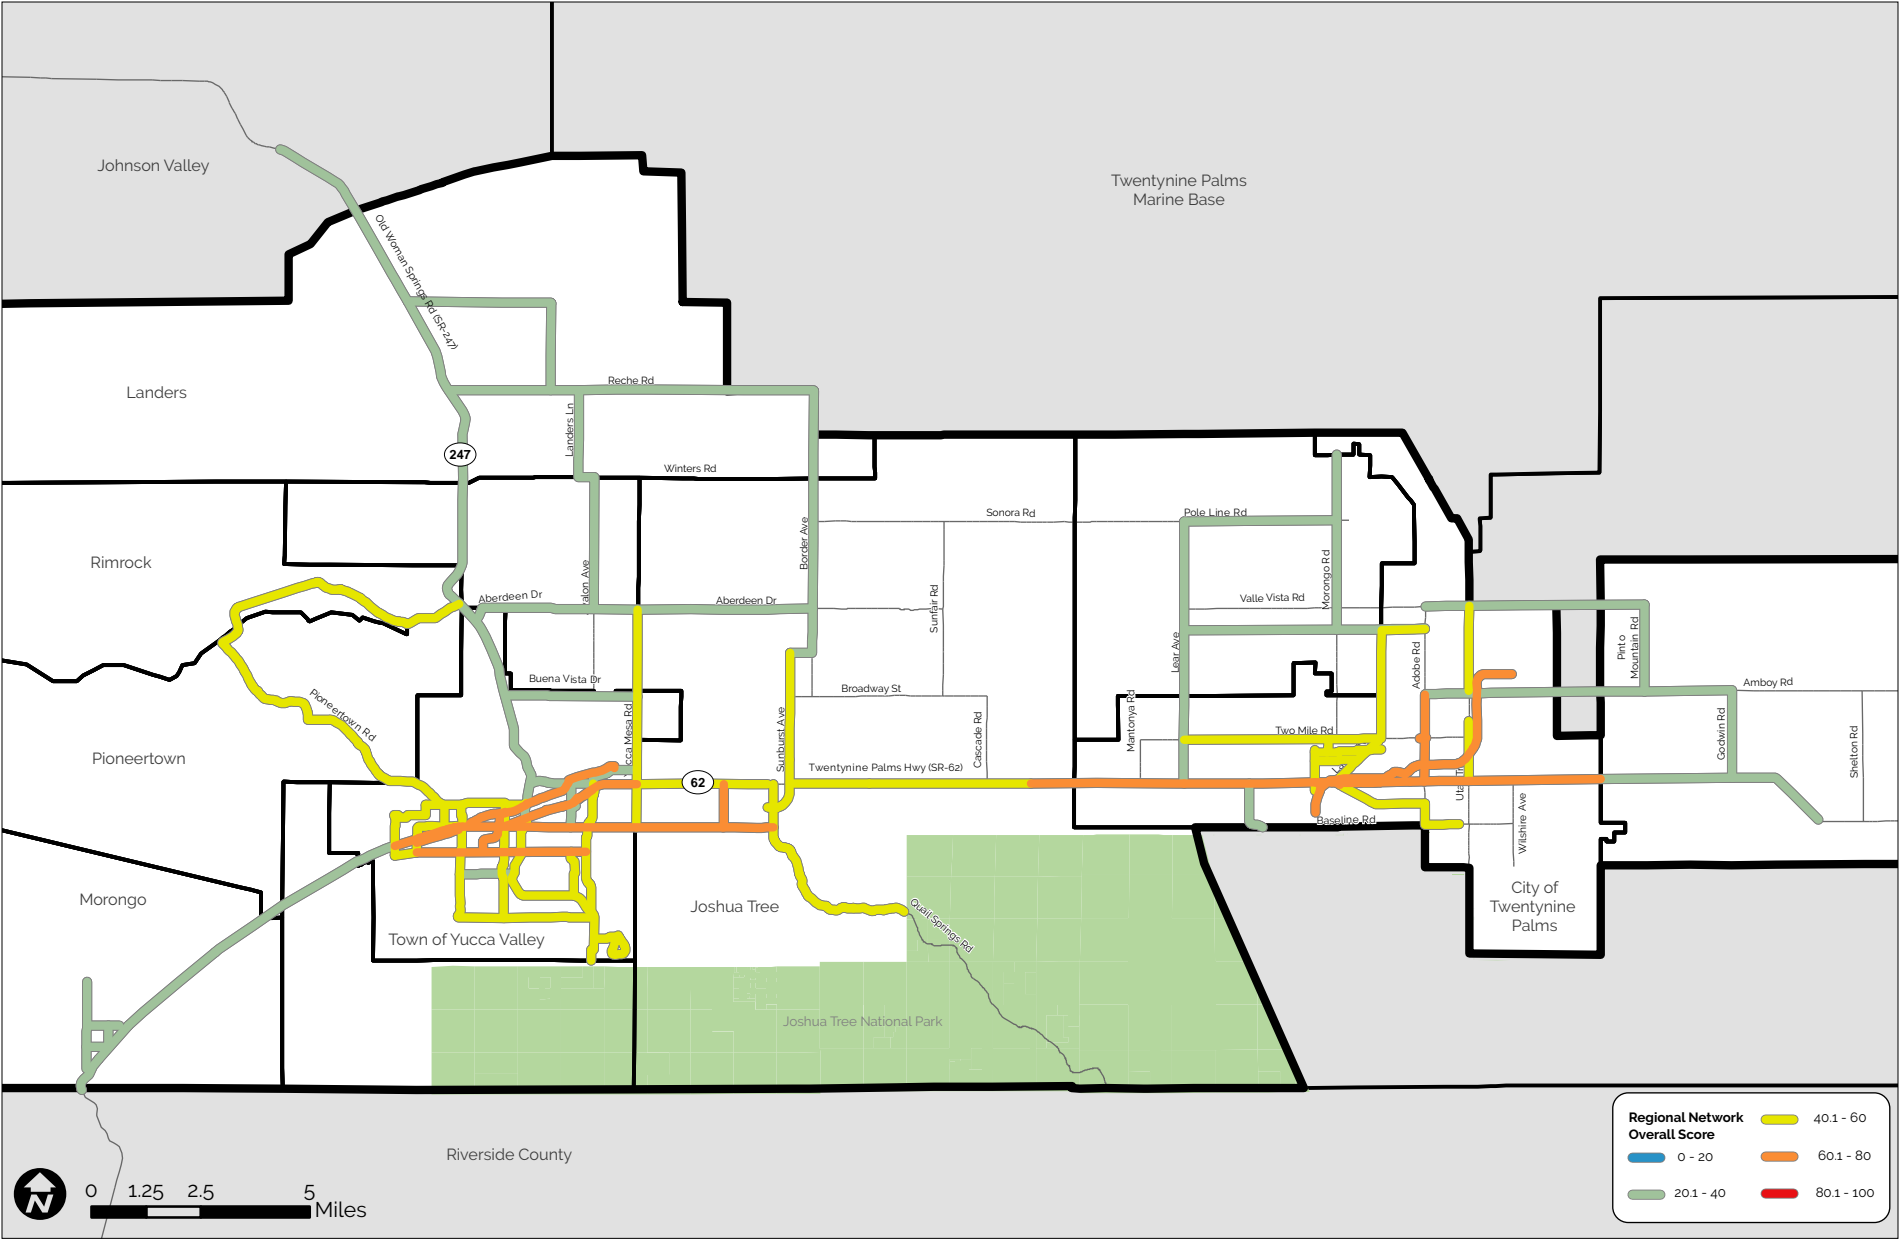 Johnson Valley
Twentynine Palms
Marine Base
Old Woman Springs Rd (SR-247)
Reche Rd
Landers
Landers Ln
247
Winters Rd
Sonora Rd
Pole Line Rd
Border Ave
Rimrock
Aberdeen Dr
Aberdeen Dr
Sunfair Rd
Morongo Rd
Valle Vista Rd
Lear Ave
Adobe Rd
Pinto
Mountain Rd
Buena Vista Dr
Broadway St
Amboy Rd
Pioneertown Rd
Mantonya Rd
Sunburst Ave
Cascade Rd
Two Mile Rd
Godwin Rd
Shelton Rd
Pioneertown
62
Twentynine Palms Hwy (SR-62)
Baseline Rd
Wilshire Ave
Morongo
Joshua Tree
City of
Twentynine
Palms
Quail Springs Rd
Town of Yucca Valley
Joshua Tree National Park
Riverside County
Regional Network
Overall Score
0 - 20
20.1 - 40
40.1 - 60
60.1 - 80
80.1 - 100
N
0 1.25 2.5 5
Miles